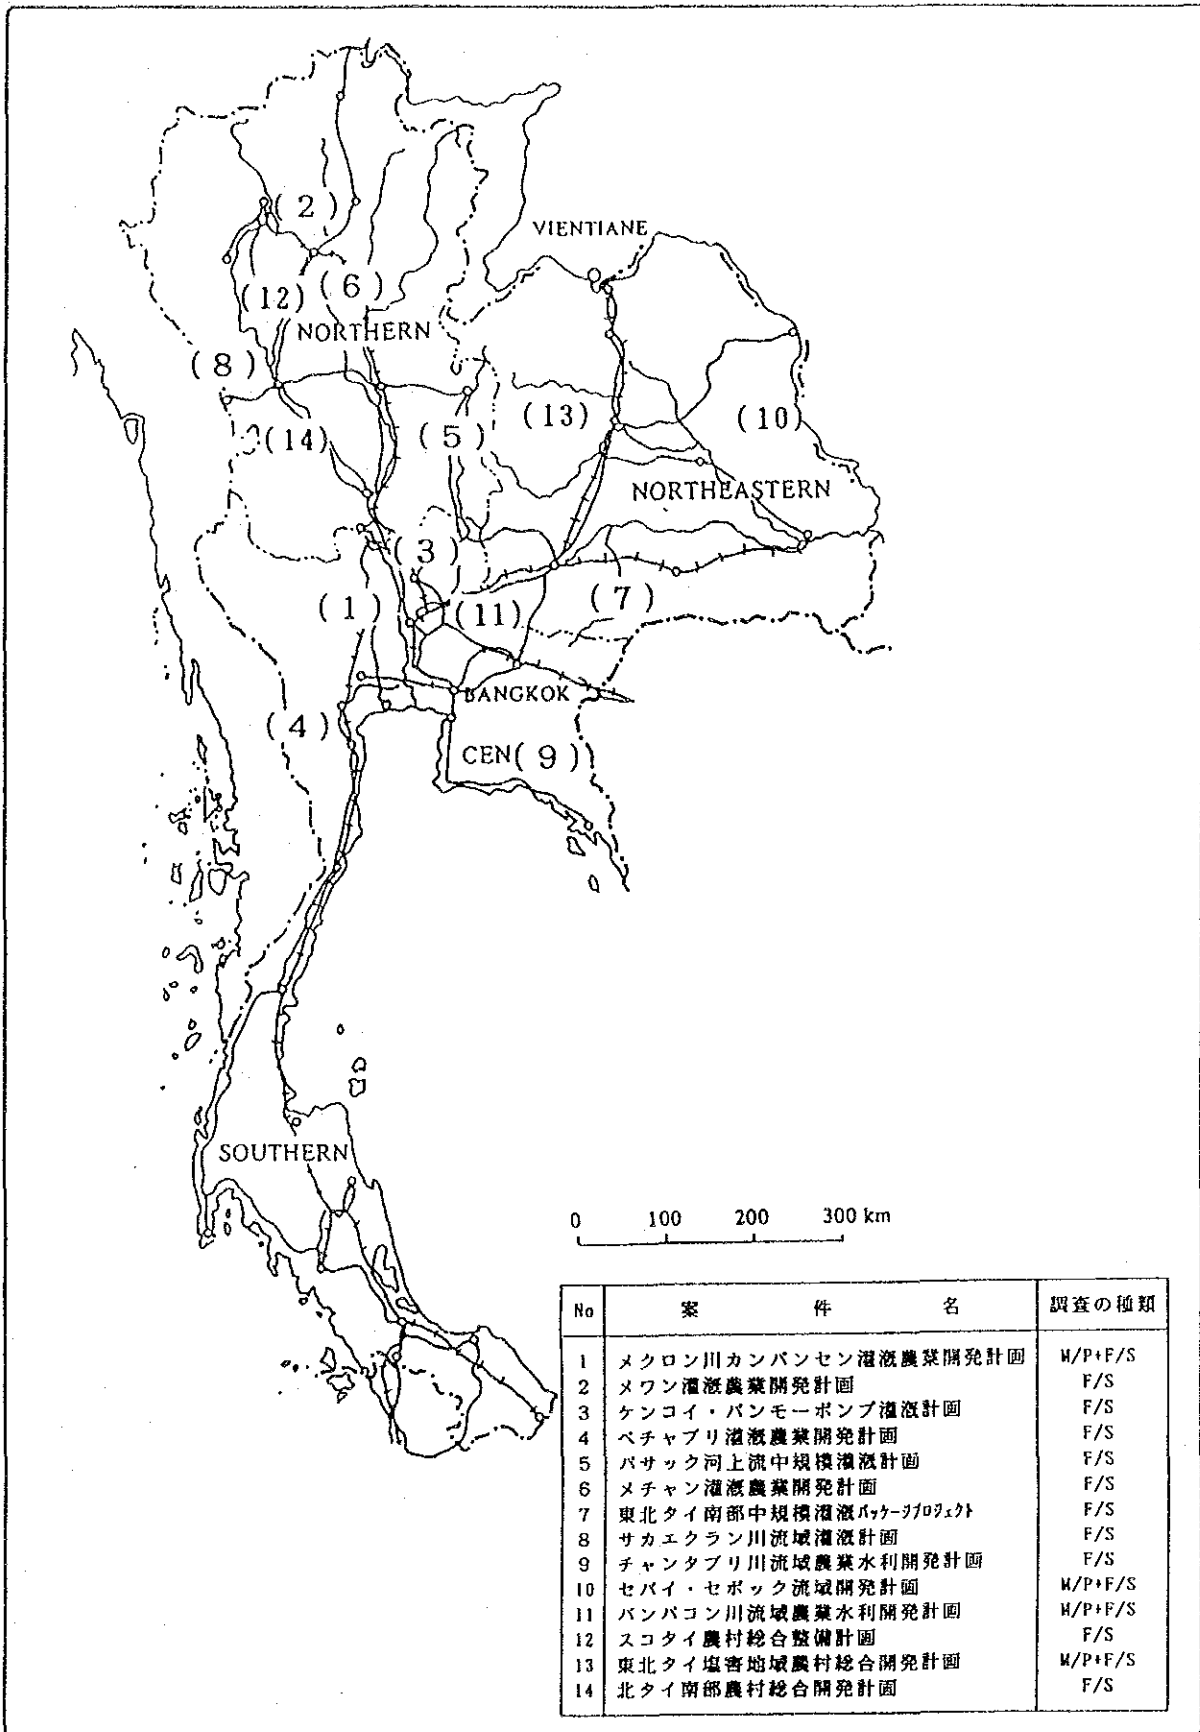 (2)
VIENTIANE
(12)
(6)
NORTHERN
(8)
(13)
(10)
(14)
(5)
NORTHEASTERN
(3)
(1)
(11)
(7)
BANGKOK
(4)
CEN(9)
SOUTHERN
0 100 200 300 km
No 案件名 調査の種類
1 メクロン川カンパンセン灌漑農業開発計画 M/P+F/S
2 メワン灌漑農業開発計画 F/S
3 ケンコイ・バンモーポンプ灌漑計画 F/S
4 ペチャブリ灌漑農業開発計画 F/S
5 パサック河上流中規模灌漑計画 F/S
6 メチャン灌漑農業開発計画 F/S
7 東北タイ南部中規模灌漑パッケージプロジェクト F/S
8 サカエクラン川流域灌漑計画 F/S
9 チャンタブリ川流域農業水利開発計画 F/S
10 セバイ・セボック流域開発計画 M/P+F/S
11 バンパコン川流域農業水利開発計画 M/P+F/S
12 スコタイ農村総合整備計画 F/S
13 東北タイ塩害地域農村総合開発計画 M/P+F/S
14 北タイ南部農村総合開発計画 F/S